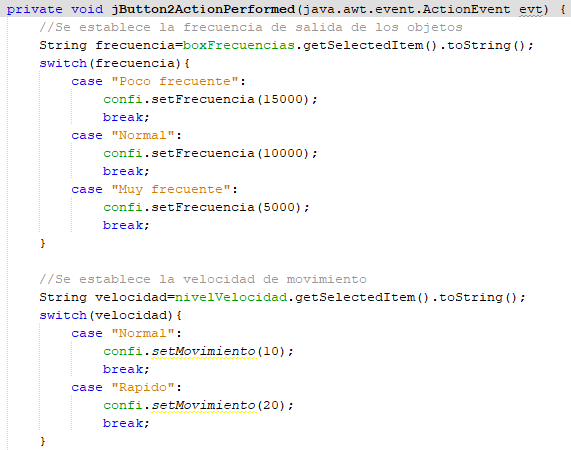 private void jButton2ActionPerformed(java.awt.event.ActionEvent evt) {
//Se establece la frecuencia de salida de los objetos
String frecuencia=boxFrecuencias.getSelectedItem().toString();
switch(frecuencia){
case "Poco frecuente":
confi.setFrecuencia(15000);
break;
case "Normal":
confi.setFrecuencia(10000);
break;
case "Muy frecuente":
confi.setFrecuencia(5000);
break;
}
//Se establece la velocidad de movimiento
String velocidad=nivelVelocidad.getSelectedItem().toString();
switch(velocidad){
case "Normal":
confi.setMovimiento(10);
break;
case "Rapido":
confi.setMovimiento(20);
break;
}